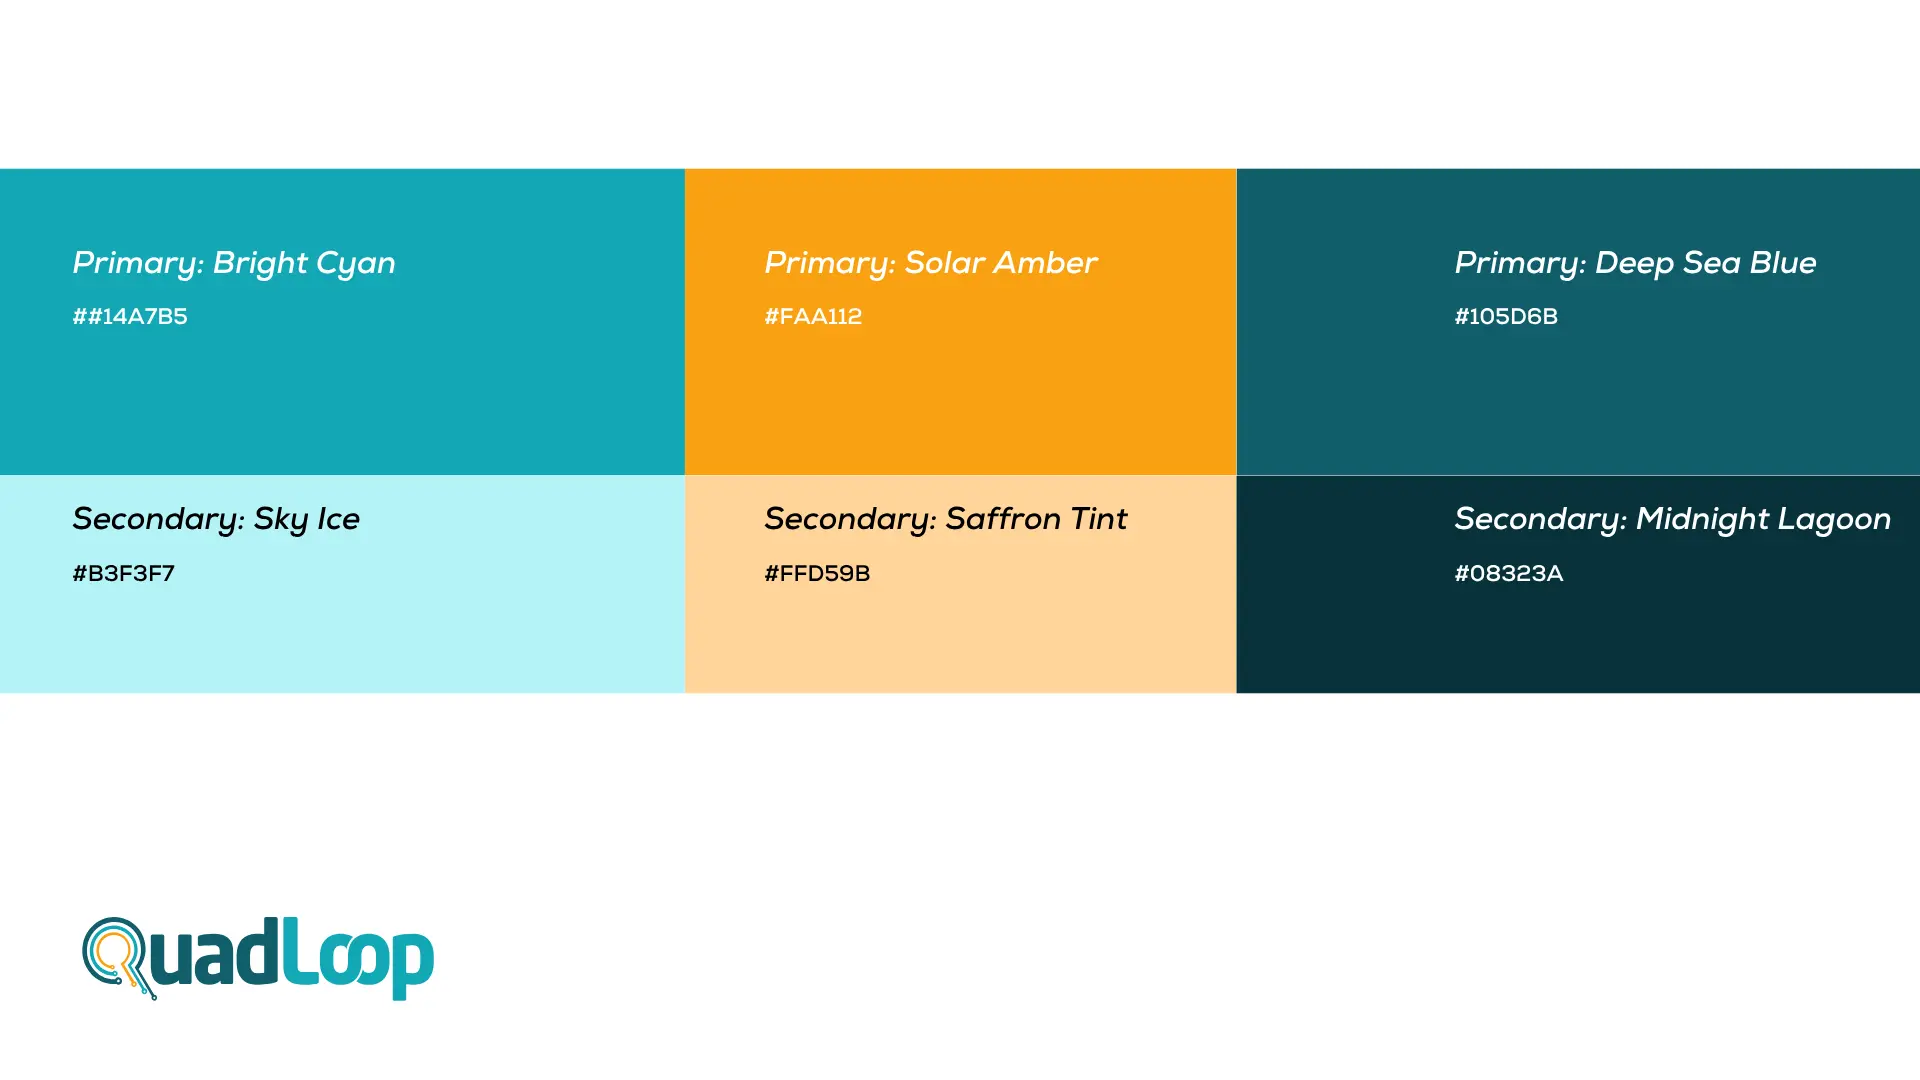 Primary: Bright Cyan
##14A7B5
Primary: Solar Amber
#FAA112
Primary: Deep Sea Blue
#105D6B
Secondary: Sky Ice
#B3F3F7
Secondary: Saffron Tint
#FFD59B
Secondary: Midnight Lagoon
#08323A
QuadLoop